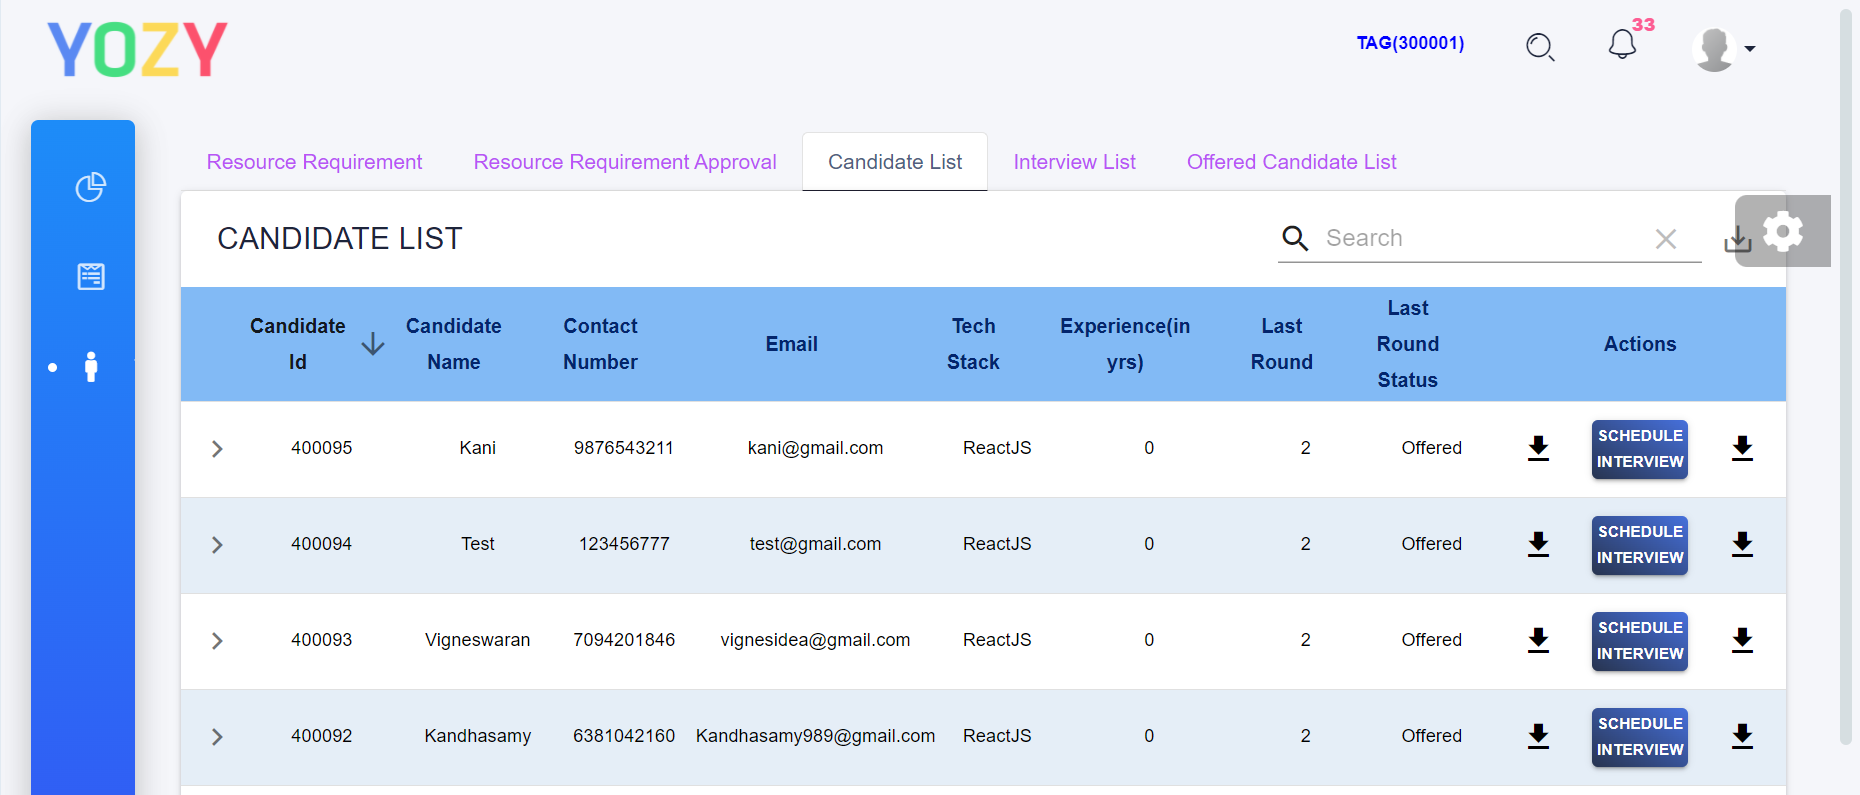 YOZY
TAG(300001)
33
Resource Requirement
Resource Requirement Approval
Candidate List
Interview List
Offered Candidate List
CANDIDATE LIST
Search
Candidate Id
Candidate Name
Contact Number
Email
Tech Stack
Experience(in yrs)
Last Round
Last Round Status
Actions
400095 Kani 9876543211 kani@gmail.com ReactJS 0 2 Offered SCHEDULE INTERVIEW
400094 Test 123456777 test@gmail.com ReactJS 0 2 Offered SCHEDULE INTERVIEW
400093 Vigneswaran 7094201846 vignesidea@gmail.com ReactJS 0 2 Offered SCHEDULE INTERVIEW
400092 Kandhasamy 6381042160 Kandhasamy989@gmail.com ReactJS 0 2 Offered SCHEDULE INTERVIEW